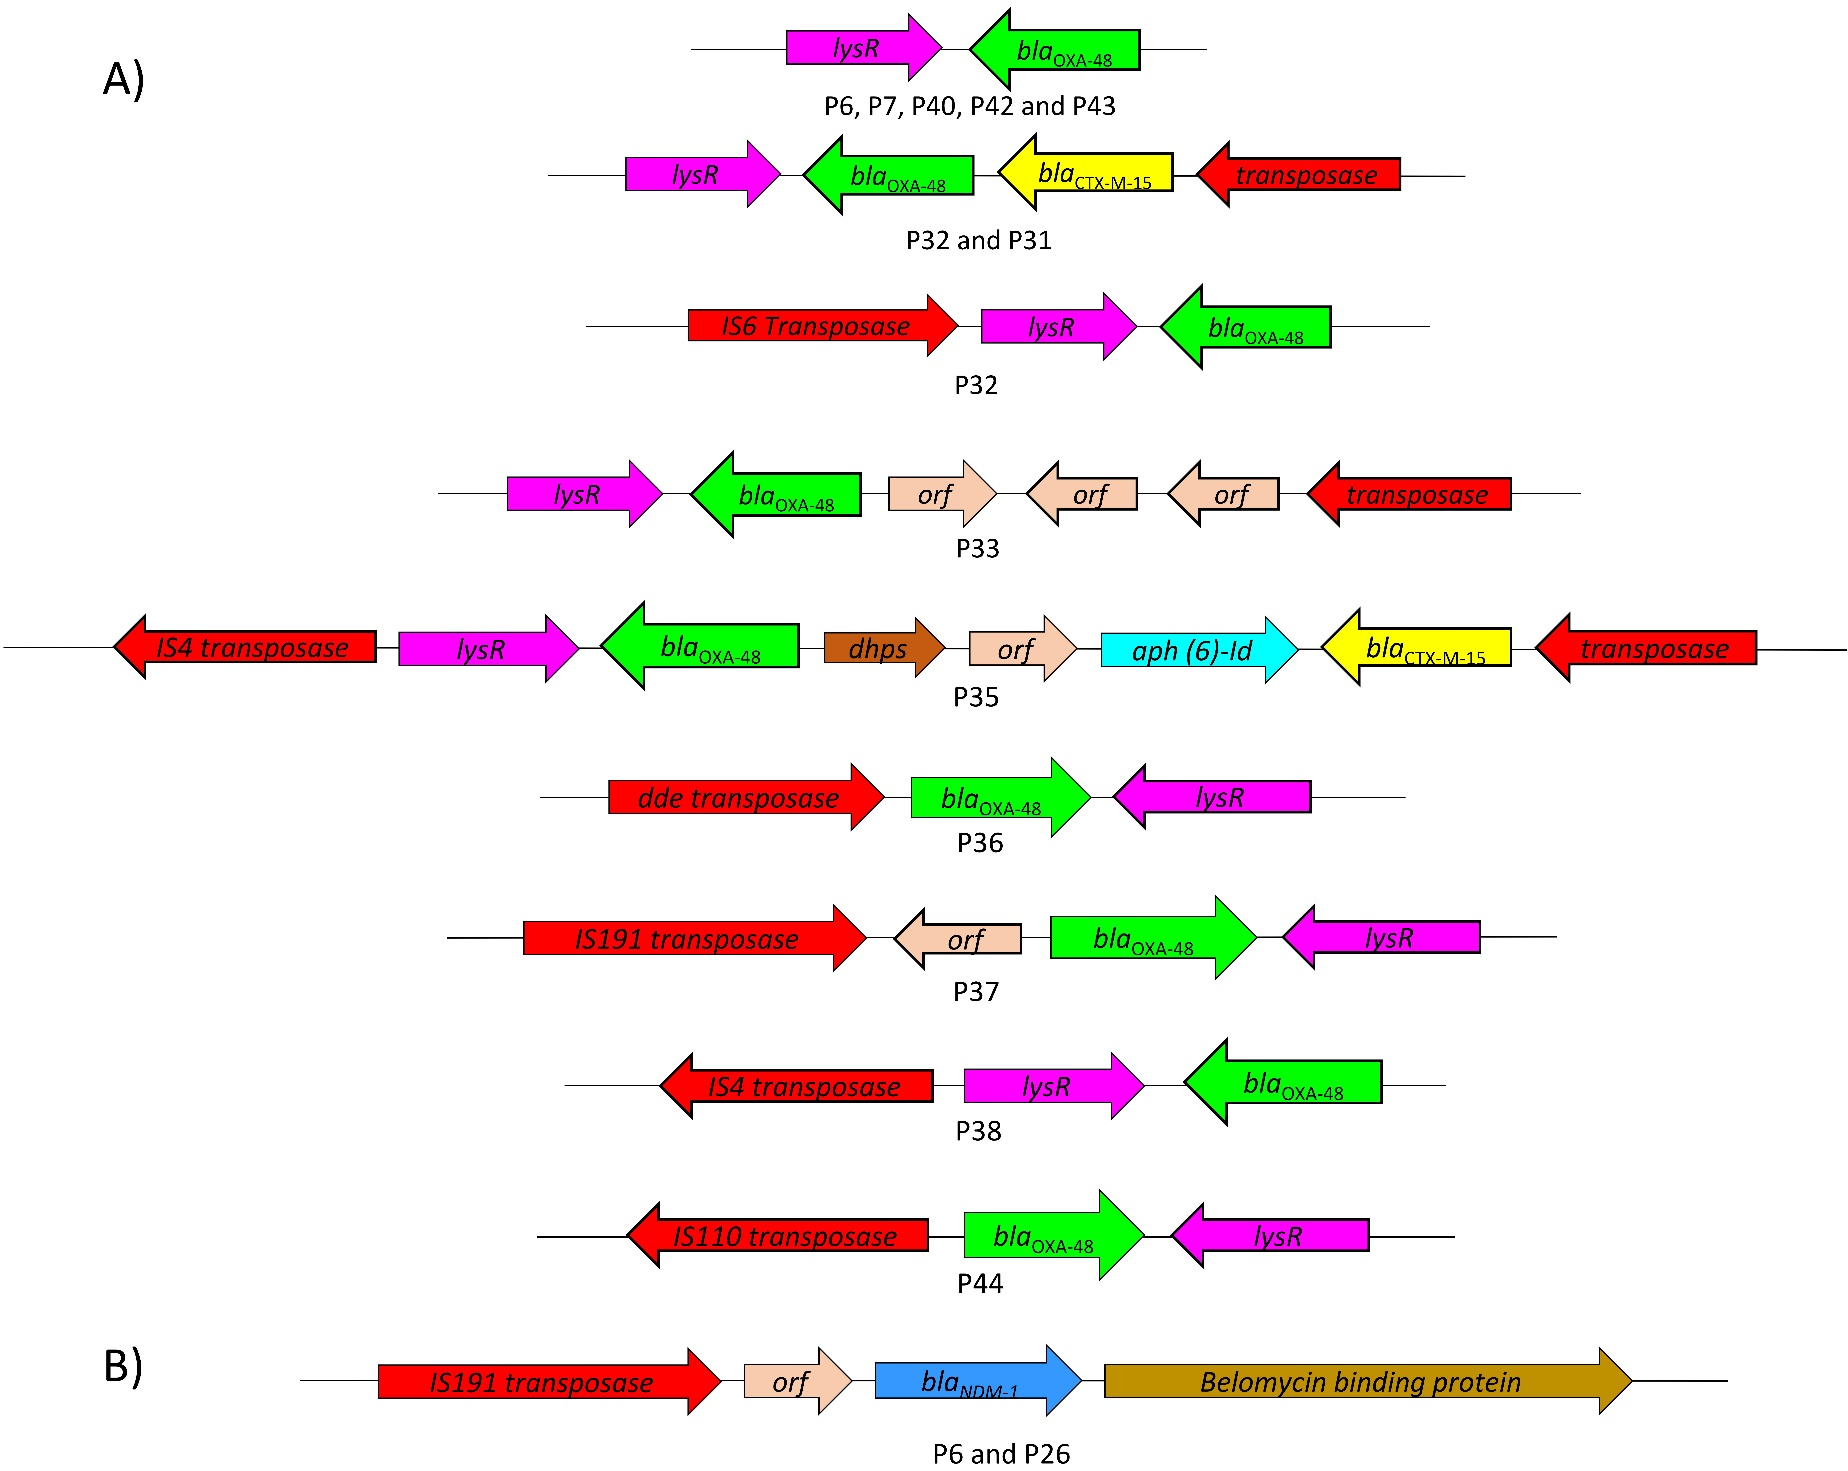 A)
lysR blaOXA-48
P6, P7, P40, P42 and P43
lysR blaOXA-48 blaCTX-M-15 transposase
P32 and P31
IS6 Transposase lysR blaOXA-48
P32
lysR blaOXA-48 orf orf orf transposase
P33
IS4 transposase lysR blaOXA-48 dhps orf aph (6)-Id blaCTX-M-15 transposase
P35
dde transposase blaOXA-48 lysR
P36
IS191 transposase orf blaOXA-48 lysR
P37
IS4 transposase lysR blaOXA-48
P38
IS110 transposase blaOXA-48 lysR
P44
B)
IS191 transposase orf blaNDM-1 Belomycin binding protein
P6 and P26